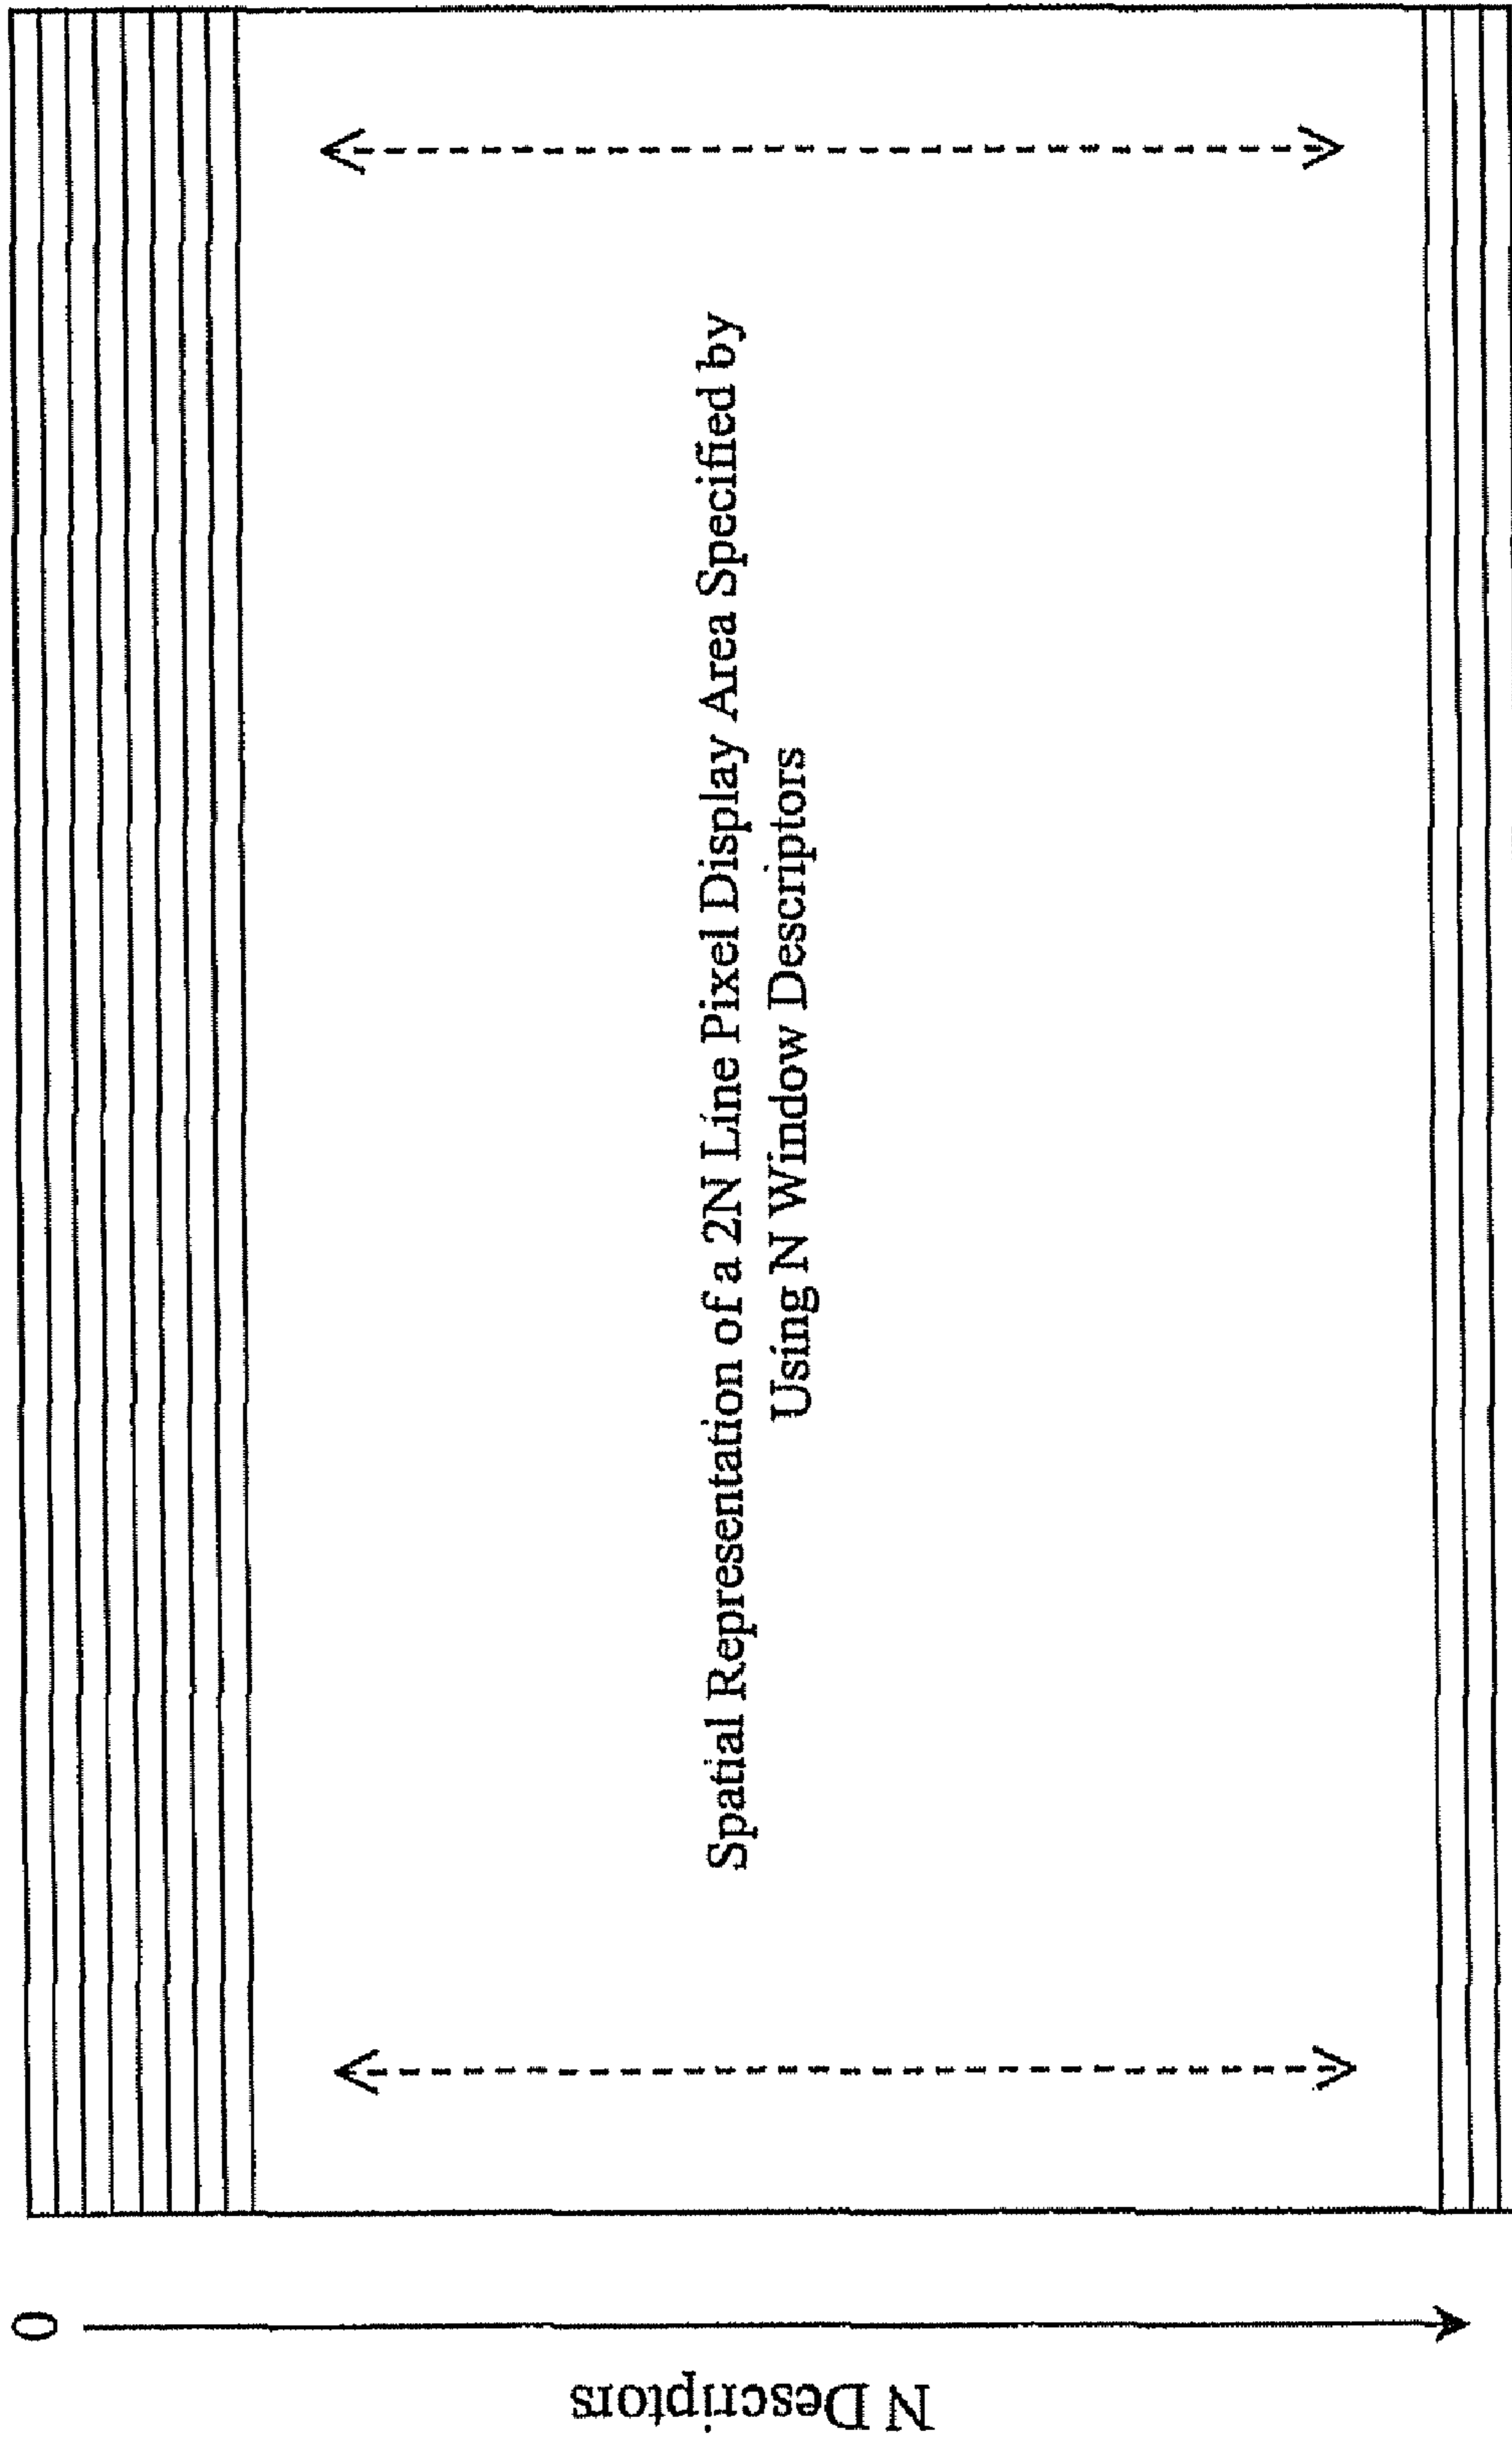 0
N Descriptors
Spatial Representation of a 2N Line Pixel Display Area Specified by
Using N Window Descriptors